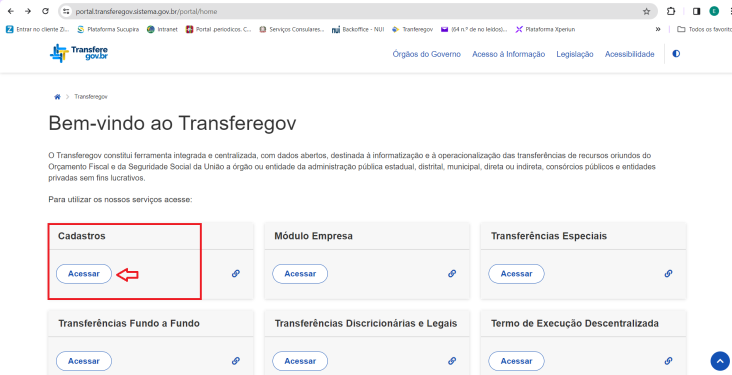 portal.transferegov.sistema.gov.br/portal/home
Entrar no cliente Zi... Plataforma Sucupira Intranet Portal .periodicos. C... Serviços Consulares... nuj Backoffice - NUI Tranferegov (64 n.º de no leídos)... Plataforma Xperiun Todos os favorito
Transfere
gov.br
Órgãos do Governo Acesso à Informação Legislação Acessibilidade
Transferegov
Bem-vindo ao Transferegov
O Transferegov constitui ferramenta integrada e centralizada, com dados abertos, destinada à informatização e à operacionalização das transferências de recursos oriundos do
Orçamento Fiscal e da Seguridade Social da União a órgão ou entidade da administração pública estadual, distrital, municipal, direta ou indireta, consórcios públicos e entidades
privadas sem fins lucrativos.
Para utilizar os nossos serviços acesse:
Cadastros Módulo Empresa Transferências Especiais
Acessar Acessar Acessar
Transferências Fundo a Fundo Transferências Discricionárias e Legais Termo de Execução Descentralizada
Acessar Acessar Acessar